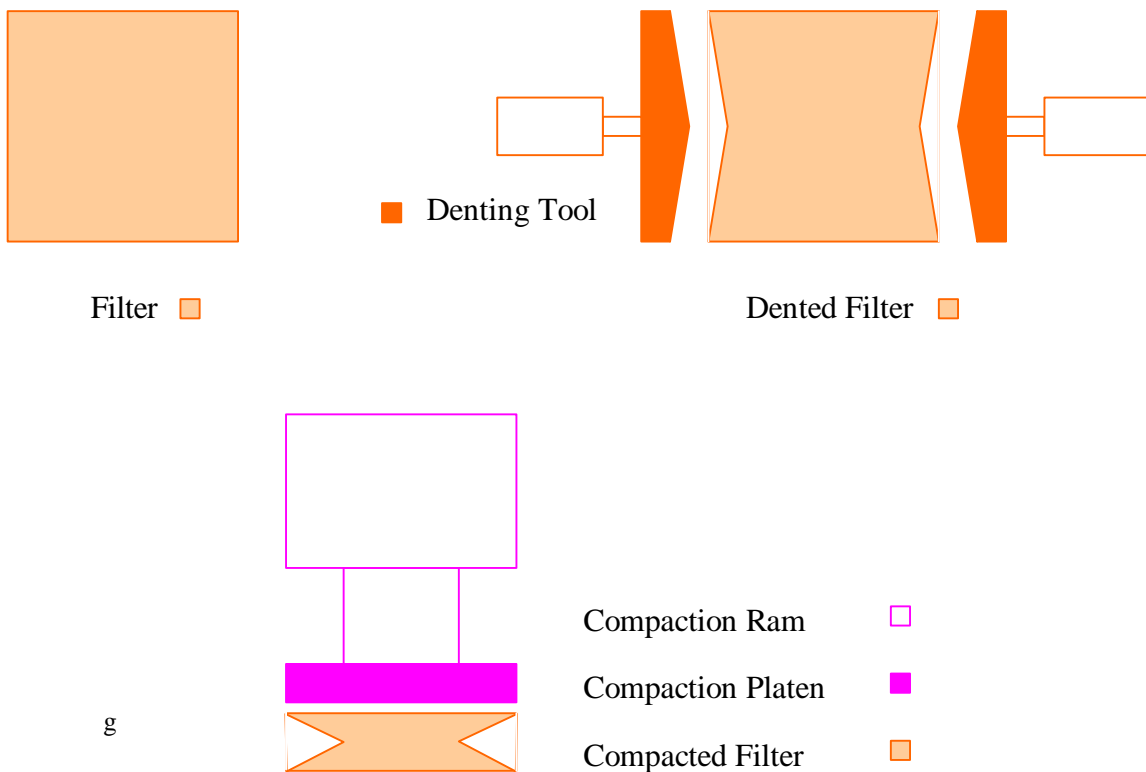 Denting Tool
Filter
Dented Filter
Compaction Ram
Compaction Platen
g
Compacted Filter